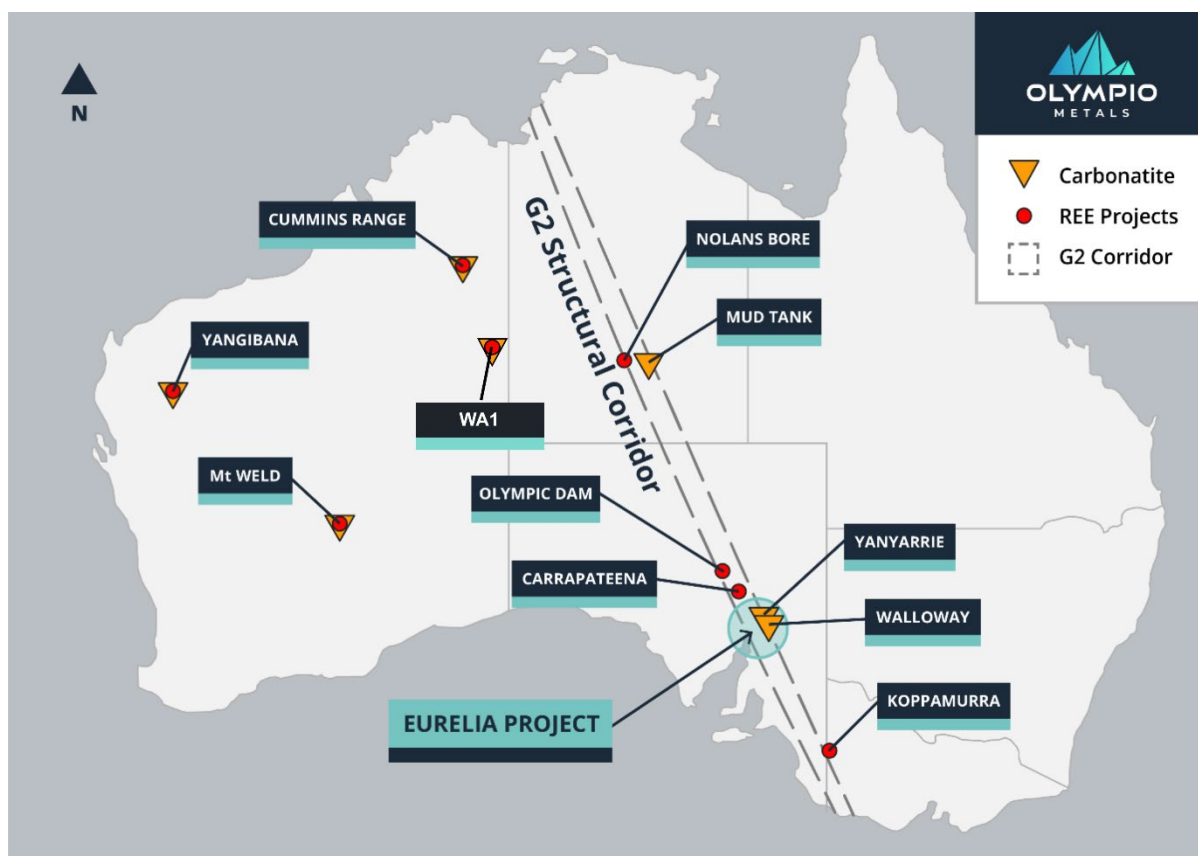 OLYMPIO
METALS
Carbonatite
REE Projects
G2 Corridor
N
CUMMINS RANGE
NOLANS BORE
G2 Structural Corridor
MUD TANK
YANGIBANA
WA1
Mt WELD
OLYMPIC DAM
YANYARRIE
CARRAPATEENA
WALLOWAY
EURELIA PROJECT
KOPPAMURRA